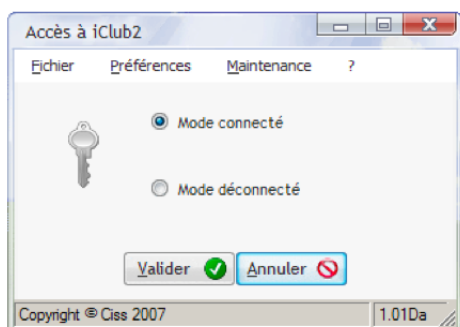 Accès à iClub2
Fichier Préférences Maintenance ?
Mode connecté
Mode déconnecté
Valider Annuler
Copyright © Ciss 2007 1.01Da